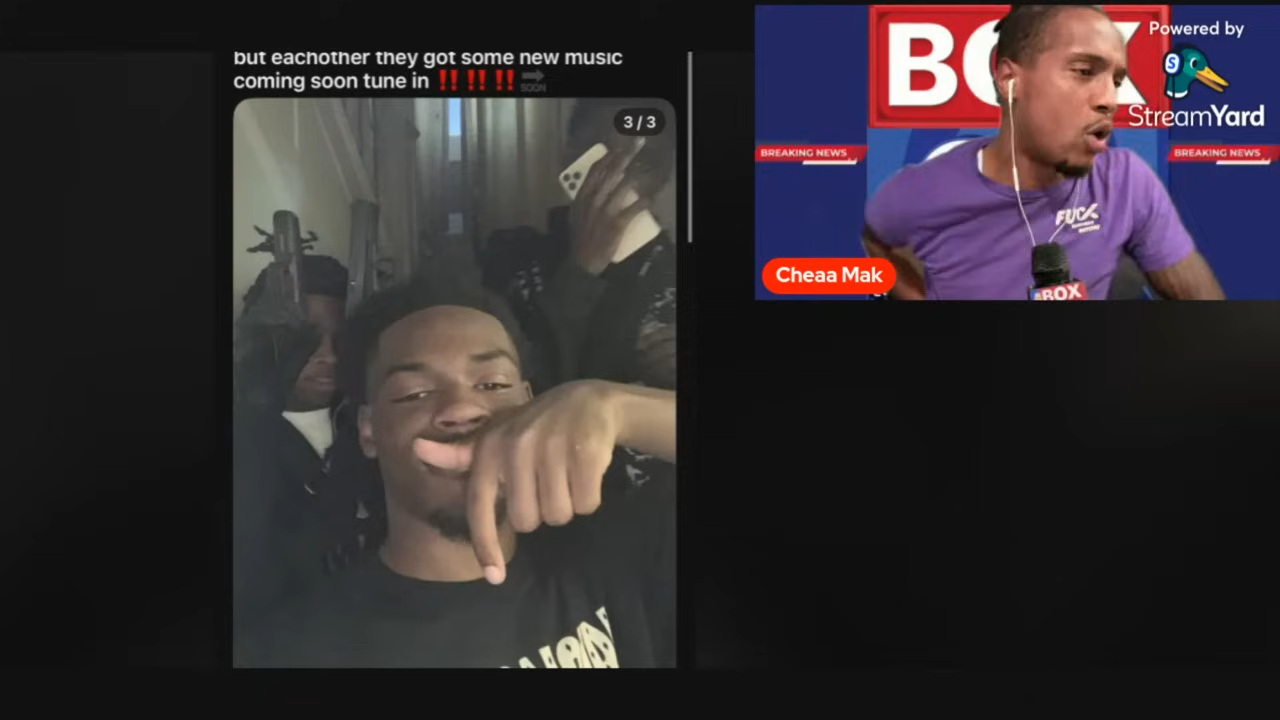 but eachother they got some new music
coming soon tune in ‼️ ‼️ ‼️ 🔜
3 / 3
BOX
Powered by
StreamYard
BREAKING NEWS
BREAKING NEWS
FUCK
Cheaa Mak
BOX